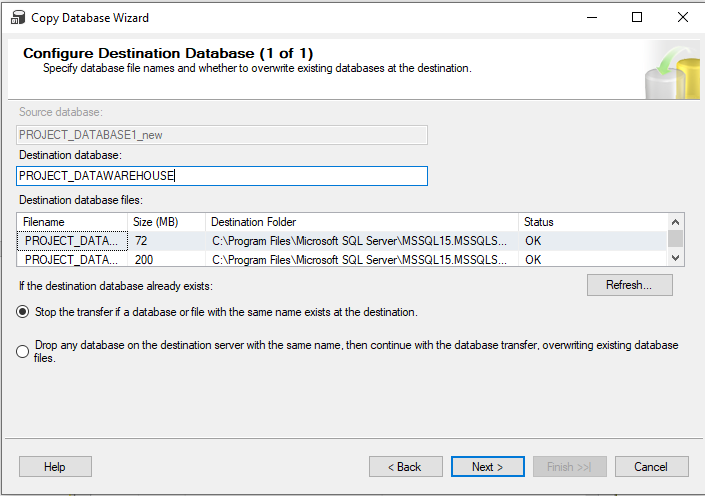 Copy Database Wizard
Configure Destination Database (1 of 1)
Specify database file names and whether to overwrite existing databases at the destination.
Source database:
PROJECT_DATABASE1_new
Destination database:
PROJECT_DATAWAREHOUSE
Destination database files:
Filename Size (MB) Destination Folder Status
PROJECT_DATA... 72 C:\Program Files\Microsoft SQL Server\MSSQL15.MSSQLS... OK
PROJECT_DATA... 200 C:\Program Files\Microsoft SQL Server\MSSQL15.MSSQLS... OK
If the destination database already exists:
Refresh...
Stop the transfer if a database or file with the same name exists at the destination.
Drop any database on the destination server with the same name, then continue with the database transfer, overwriting existing database
files.
Help < Back Next > Finish >>| Cancel